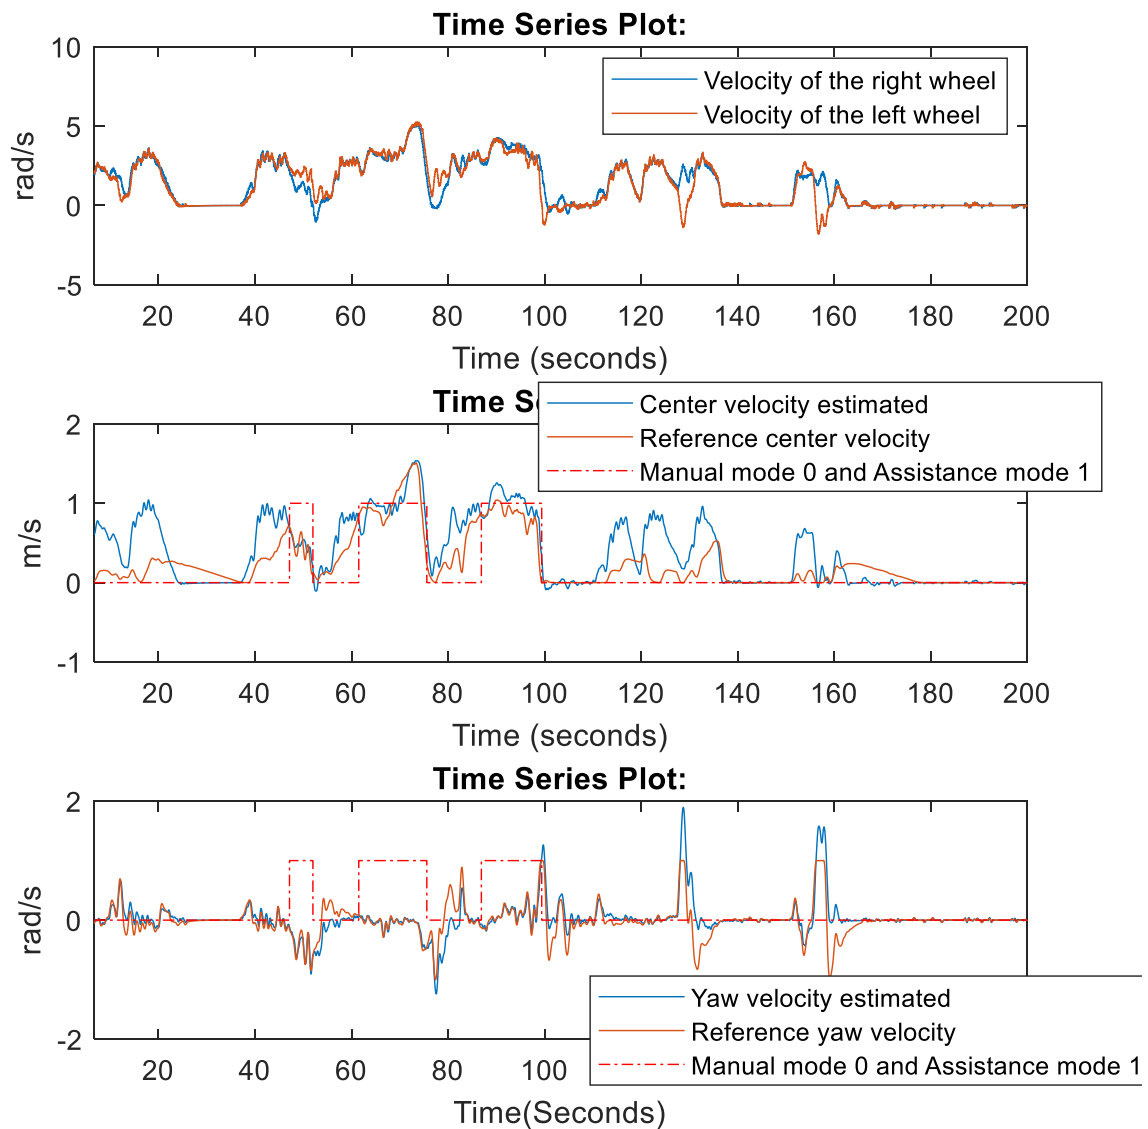 Time Series Plot:
10
5
0
-5
rad/s
Velocity of the right wheel
Velocity of the left wheel
20 40 60 80 100 120 140 160 180 200
Time (seconds)
Time Se
2
1
0
-1
m/s
Center velocity estimated
Reference center velocity
Manual mode 0 and Assistance mode 1
20 40 60 80 100 120 140 160 180 200
Time (seconds)
Time Series Plot:
2
0
-2
rad/s
Yaw velocity estimated
Reference yaw velocity
Manual mode 0 and Assistance mode 1
20 40 60 80 100
Time(Seconds)